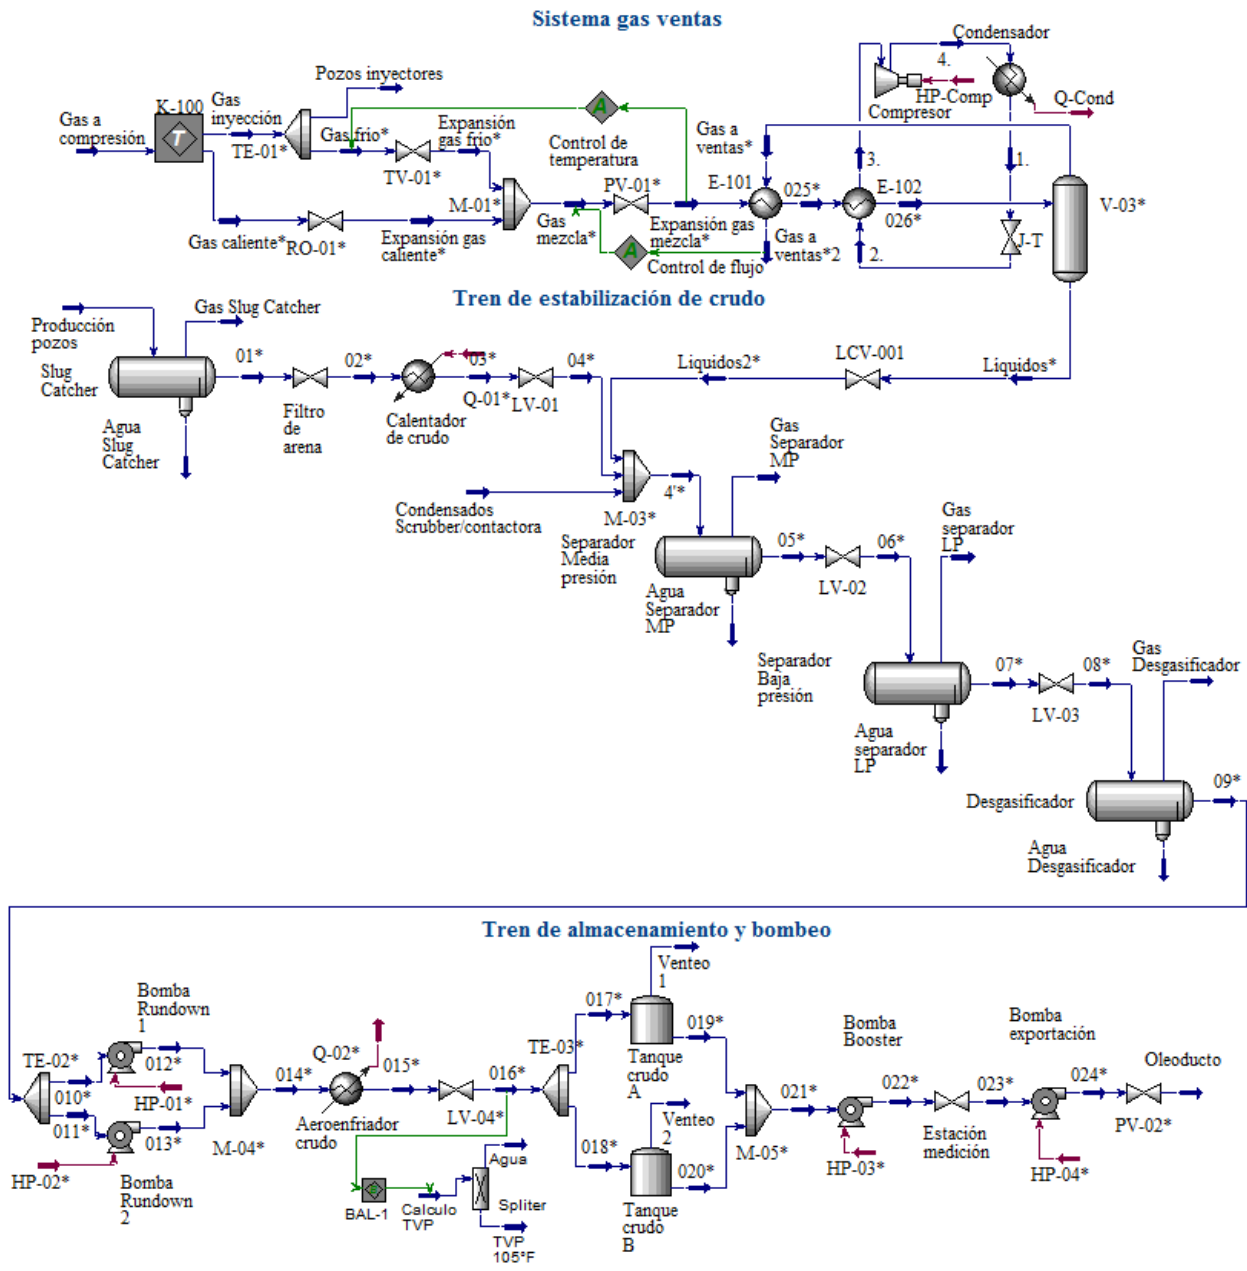 Sistema gas ventas
Condensador
4.
Pozos inyectores
K-100
Gas
inyección
HP-Comp
Q-Cond
Compresor
Gas a
compresión
T
TE-01*
Gas frio*
Expansión
gas frio*
A
Control de
temperatura
Gas a
ventas*
3.
1.
TV-01*
M-01*
PV-01*
E-101
025*
E-102
026*
V-03*
Gas caliente*
RO-01*
Expansión gas
caliente*
Gas
mezcla*
Expansión gas
mezcla*
A
Control de flujo
Gas a
ventas*2
2.
J-T
Tren de estabilización de crudo
Gas Slug Catcher
Producción
pozos
Slug
Catcher
01*
02*
03*
04*
Q-01*
LV-01
Liquidos2*
LCV-001
Líquidos*
Filtro
de
arena
Calentador
de crudo
Agua
Slug
Catcher
Gas
Separador
MP
Condensados
Scrubber/contactora
4'*
M-03*
Separador
Media
presión
05*
06*
LV-02
Gas
separador
LP
Agua
Separador
MP
Separador
Baja
presión
07*
08*
LV-03
Gas
Desgasificador
Agua
separador
LP
Desgasificador
09*
Agua
Desgasificador
Tren de almacenamiento y bombeo
Venteo
1
Bomba
Rundown
1
TE-02*
012*
010*
011*
HP-01*
013*
HP-02*
Bomba
Rundown
2
M-04*
014*
Q-02*
015*
Aeroenfriador
crudo
LV-04*
016*
TE-03*
017*
018*
Tanque
crudo
A
019*
Venteo
2
020*
Tanque
crudo
B
M-05*
021*
Bomba
Booster
022*
HP-03*
Estación
medición
023*
Bomba
exportación
024*
HP-04*
Oleoducto
PV-02*
BAL-1
Calculo
TVP
Agua
Spliter
TVP
105°F